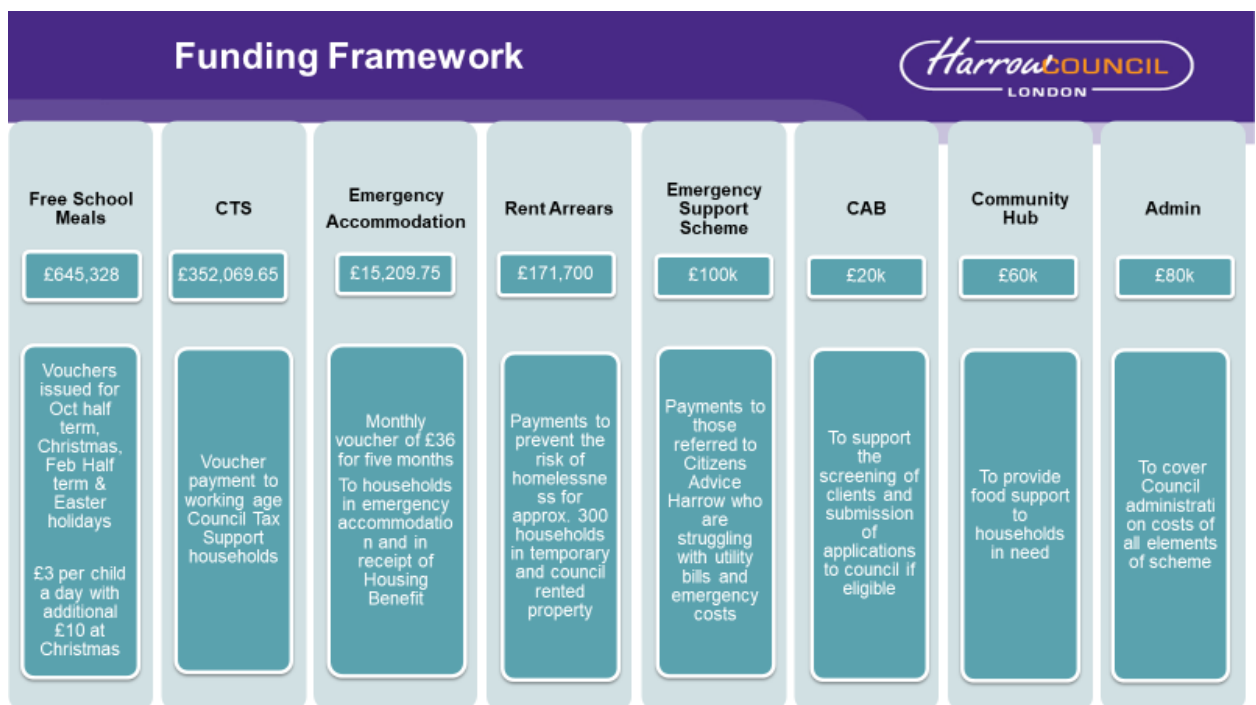 Funding Framework
HarrowCOUNCIL
LONDON
Free School
Meals
£645,328
Vouchers
issued for
Oct half
term,
Christmas,
Feb Half
term &
Easter
holidays
£3 per child
a day with
additional
£10 at
Christmas
CTS
£352,069.65
Voucher
payment to
working age
Council Tax
Support
households
Emergency
Accommodation
£15,209.75
Monthly
voucher of £36
for five months
To households
in emergency
accommodatio
n and in
receipt of
Housing
Benefit
Rent Arrears
£171,700
Payments to
prevent the
risk of
homelessne
ss for
approx. 300
households
in temporary
and council
rented
property
Emergency
Support
Scheme
£100k
Payments to
those
referred to
Citizens
Advice
Harrow who
are
struggling
with utility
bills and
emergency
costs
CAB
£20k
To support
the
screening of
clients and
submission
of
applications
to council if
eligible
Community
Hub
£60k
To provide
food support
to
households
in need
Admin
£80k
To cover
Council
administrati
on costs of
all elements
of scheme